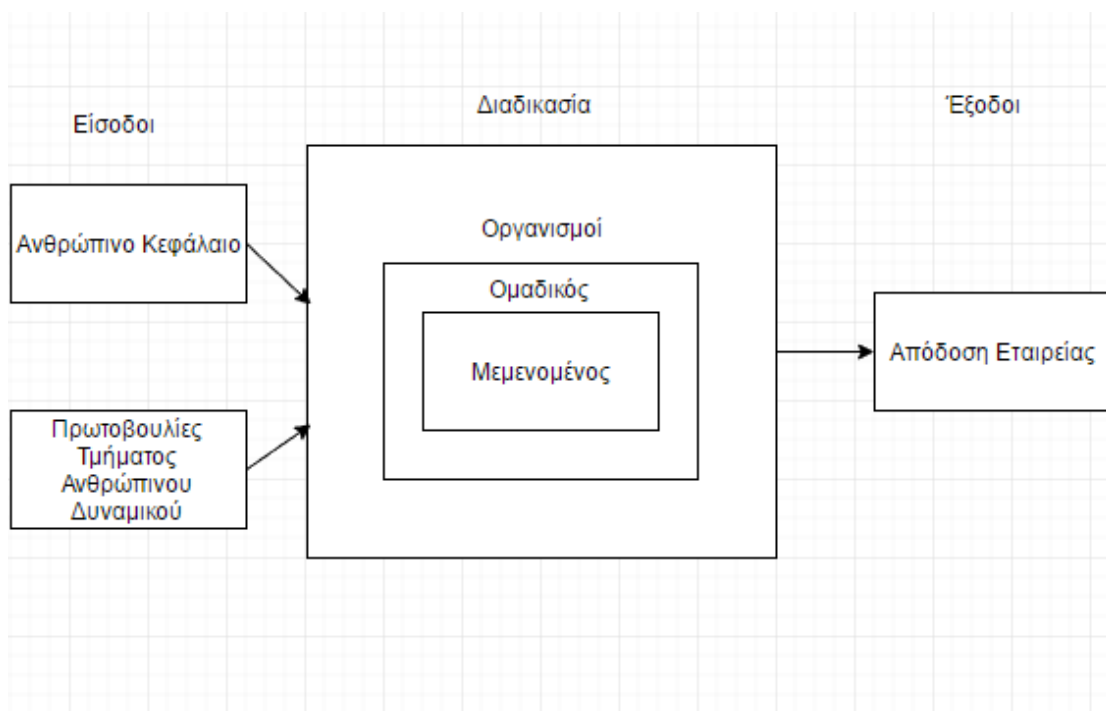 Είσοδοι
Διαδικασία
Έξοδοι
Ανθρώπινο Κεφάλαιο
Πρωτοβουλίες
Τμήματος
Ανθρώπινου
Δυναμικού
Οργανισμοί
Ομαδικός
Μεμενομένος
Απόδοση Εταιρείας